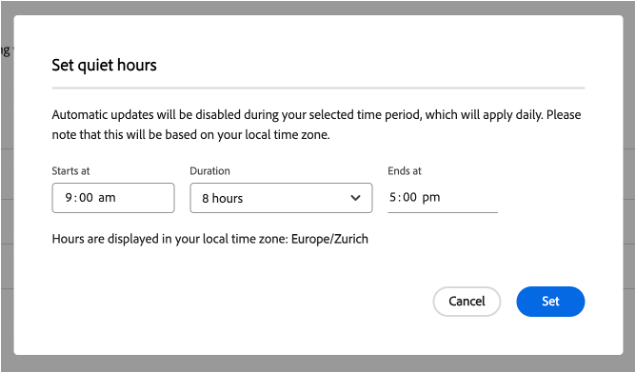 ng
Set quiet hours
Automatic updates will be disabled during your selected time period, which will apply daily. Please
note that this will be based on your local time zone.
Starts at Duration Ends at
9:00 am 8 hours 5:00 pm
Hours are displayed in your local time zone: Europe/Zurich
Cancel Set